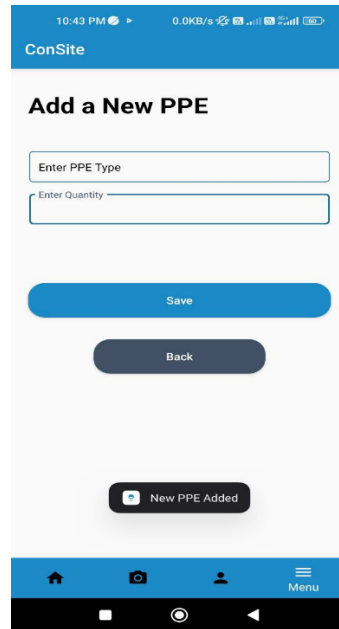 10:43 PM 0.0KB/s
ConSite
Add a New PPE
Enter PPE Type
Enter Quantity
Save
Back
New PPE Added
Menu